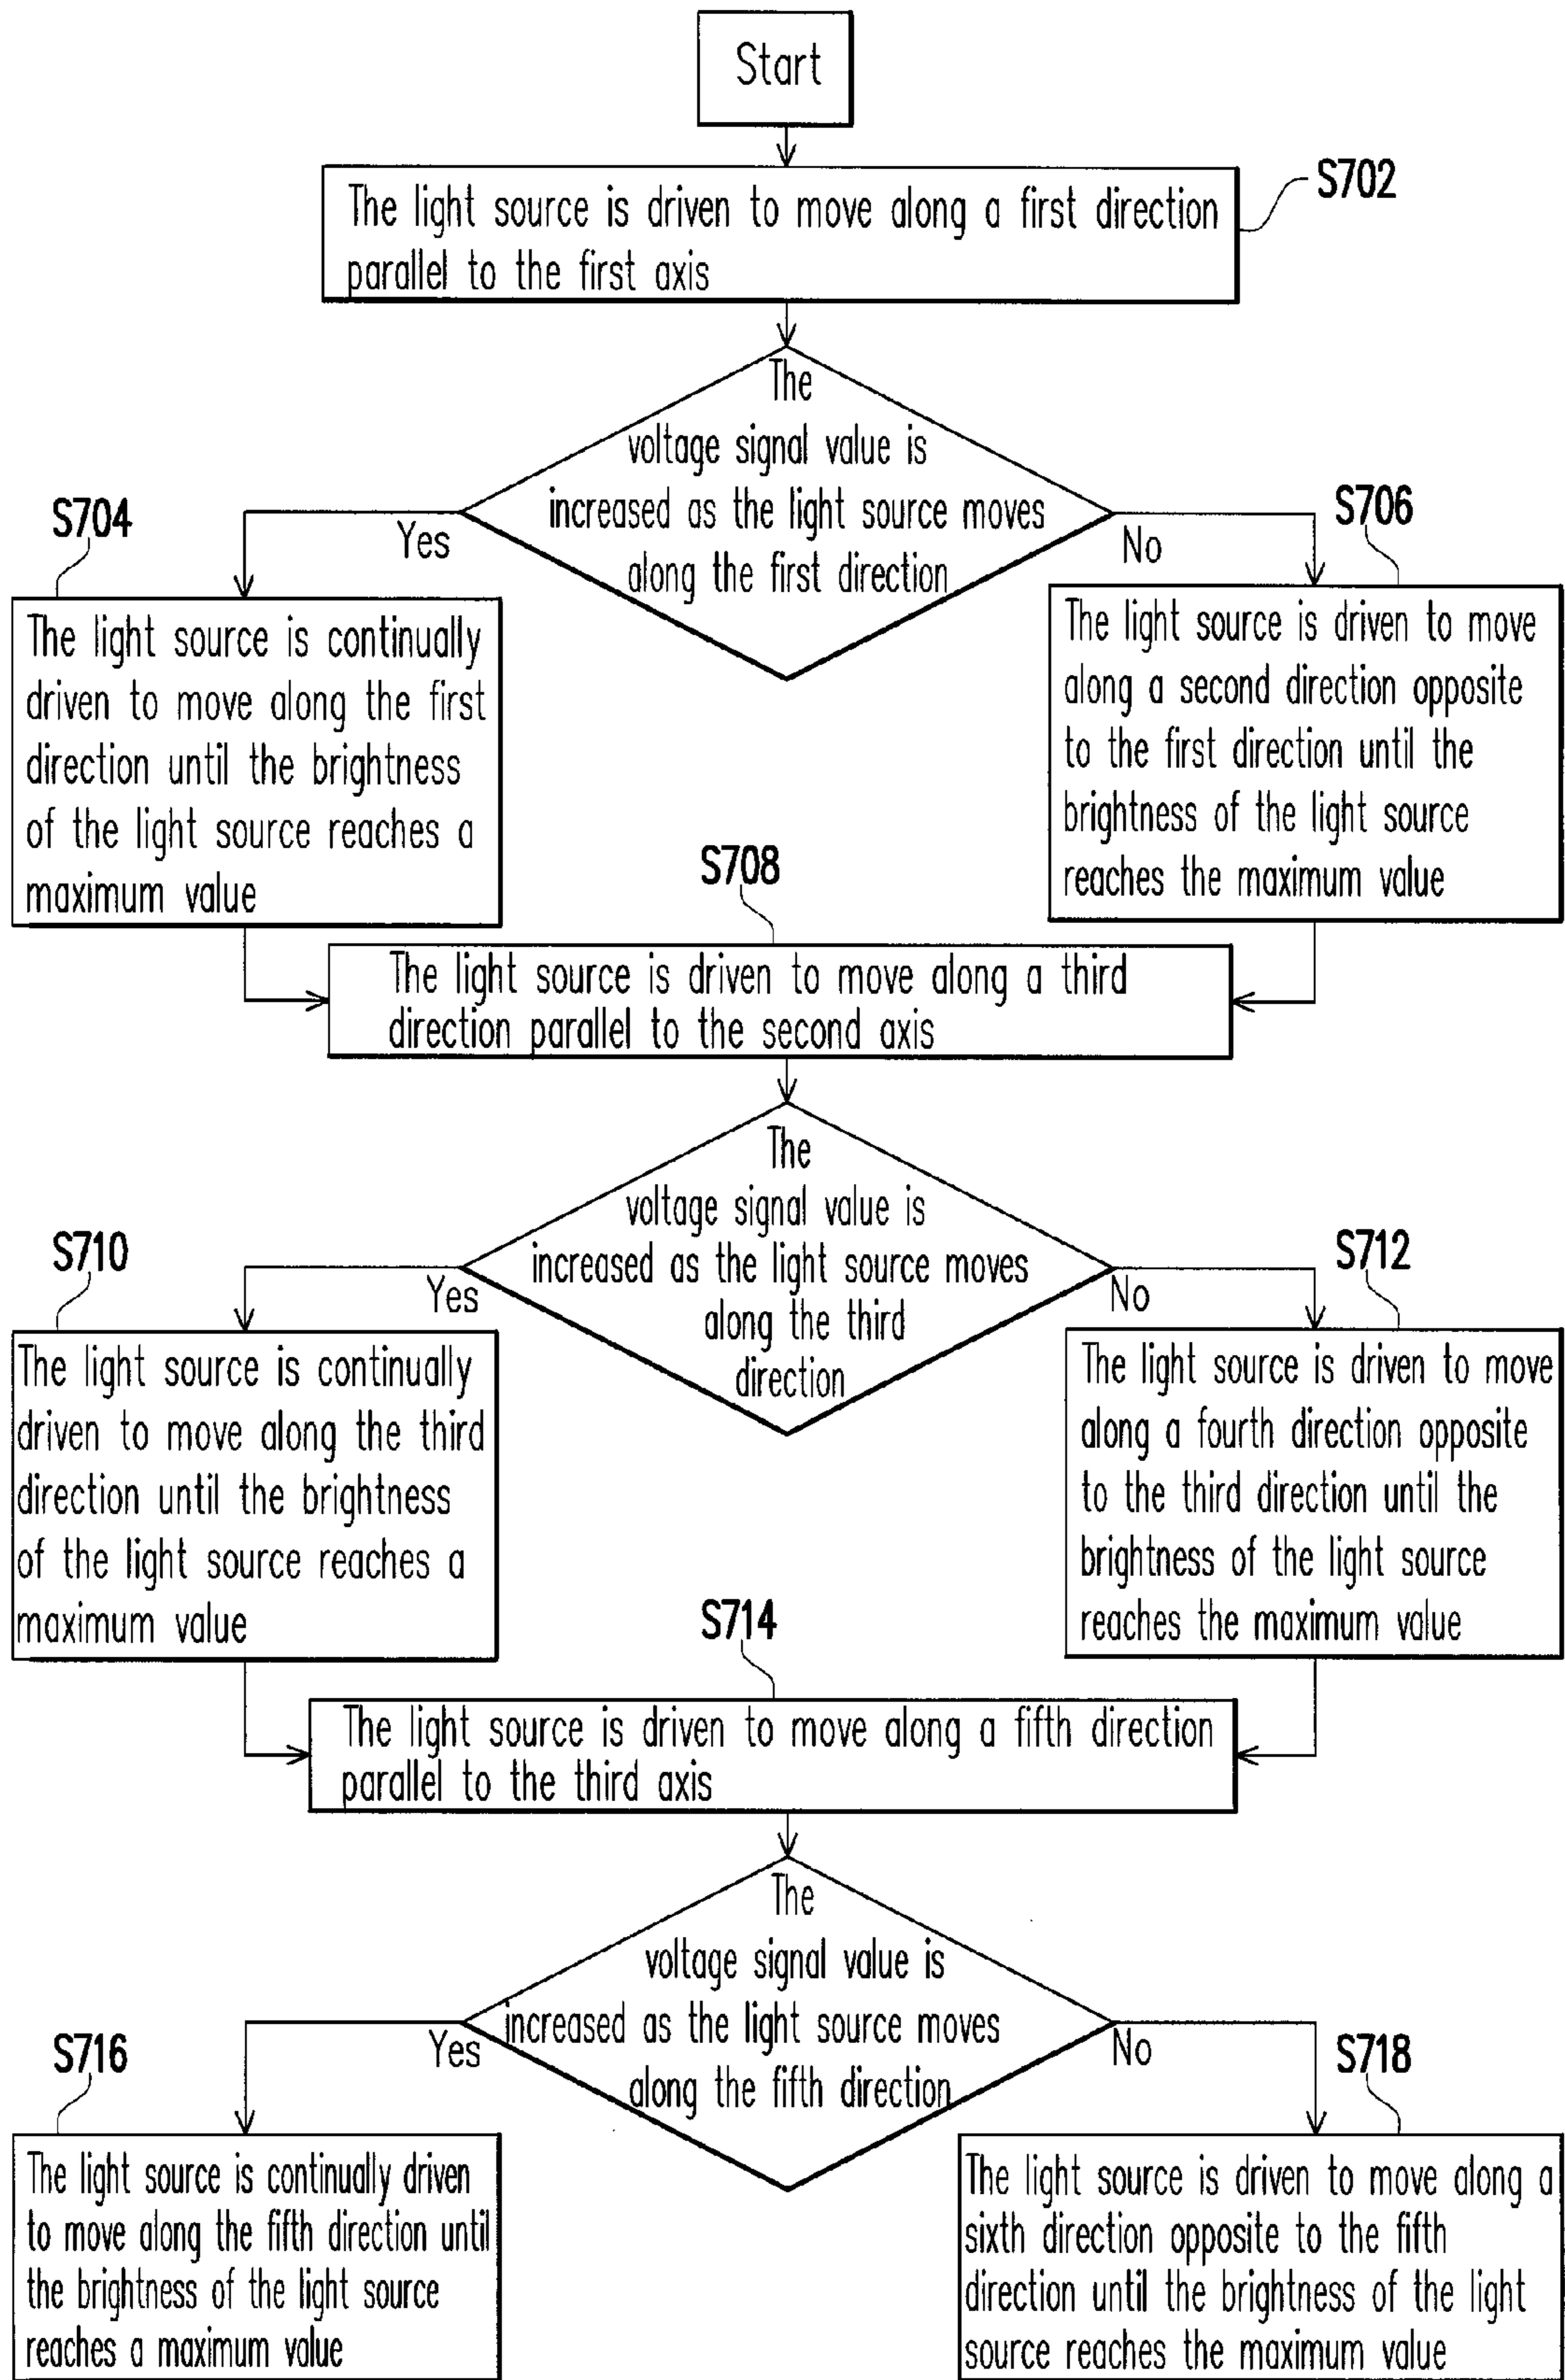 Start
S702
The light source is driven to move along a first direction
parallel to the first axis
The
voltage signal value is
increased as the light source moves
along the first direction
S704
Yes
No
S706
The light source is continually
driven to move along the first
direction until the brightness
of the light source reaches a
maximum value
The light source is driven to move
along a second direction opposite
to the first direction until the
brightness of the light source
reaches the maximum value
S708
The light source is driven to move along a third
direction parallel to the second axis
The
voltage signal value is
increased as the light source moves
along the third
direction
S710
Yes
No
S712
The light source is continually
driven to move along the third
direction until the brightness
of the light source reaches a
maximum value
The light source is driven to move
along a fourth direction opposite
to the third direction until the
brightness of the light source
reaches the maximum value
S714
The light source is driven to move along a fifth direction
parallel to the third axis
The
voltage signal value is
increased as the light source moves
along the fifth direction
S716
Yes
No
S718
The light source is continually driven
to move along the fifth direction until
the brightness of the light source
reaches a maximum value
The light source is driven to move along a
sixth direction opposite to the fifth
direction until the brightness of the light
source reaches the maximum value